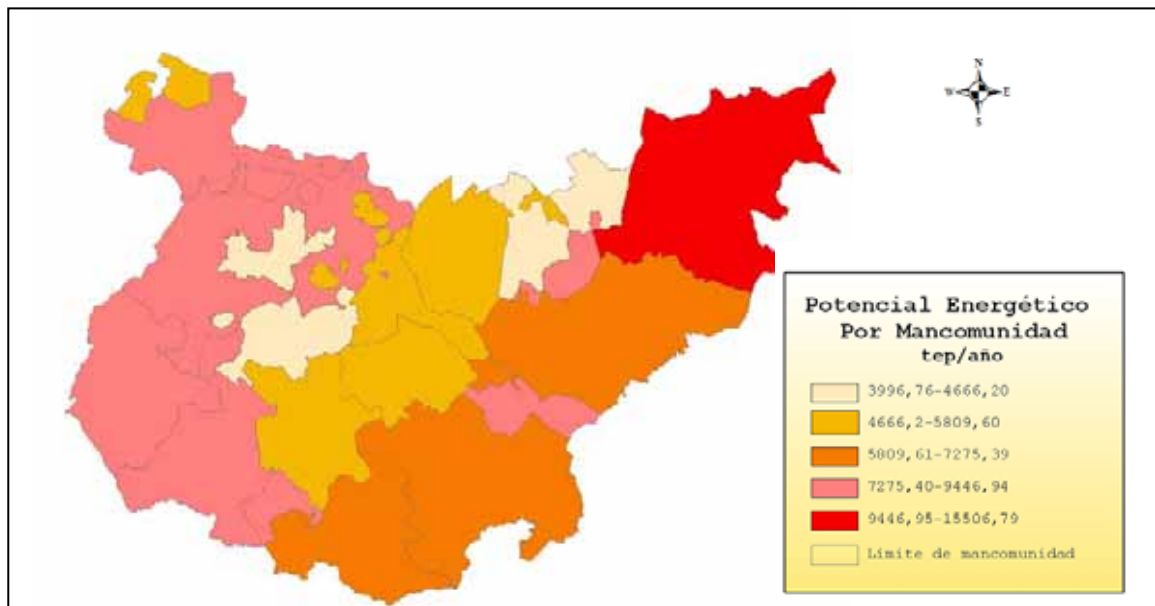 N
W E
S
Potencial Energético
Por Mancomunidad
tep/año
3996,76-4666,20
4666,2-5809,60
5809,61-7275,39
7275,40-9446,94
9446,95-15506,79
Límite de mancomunidad